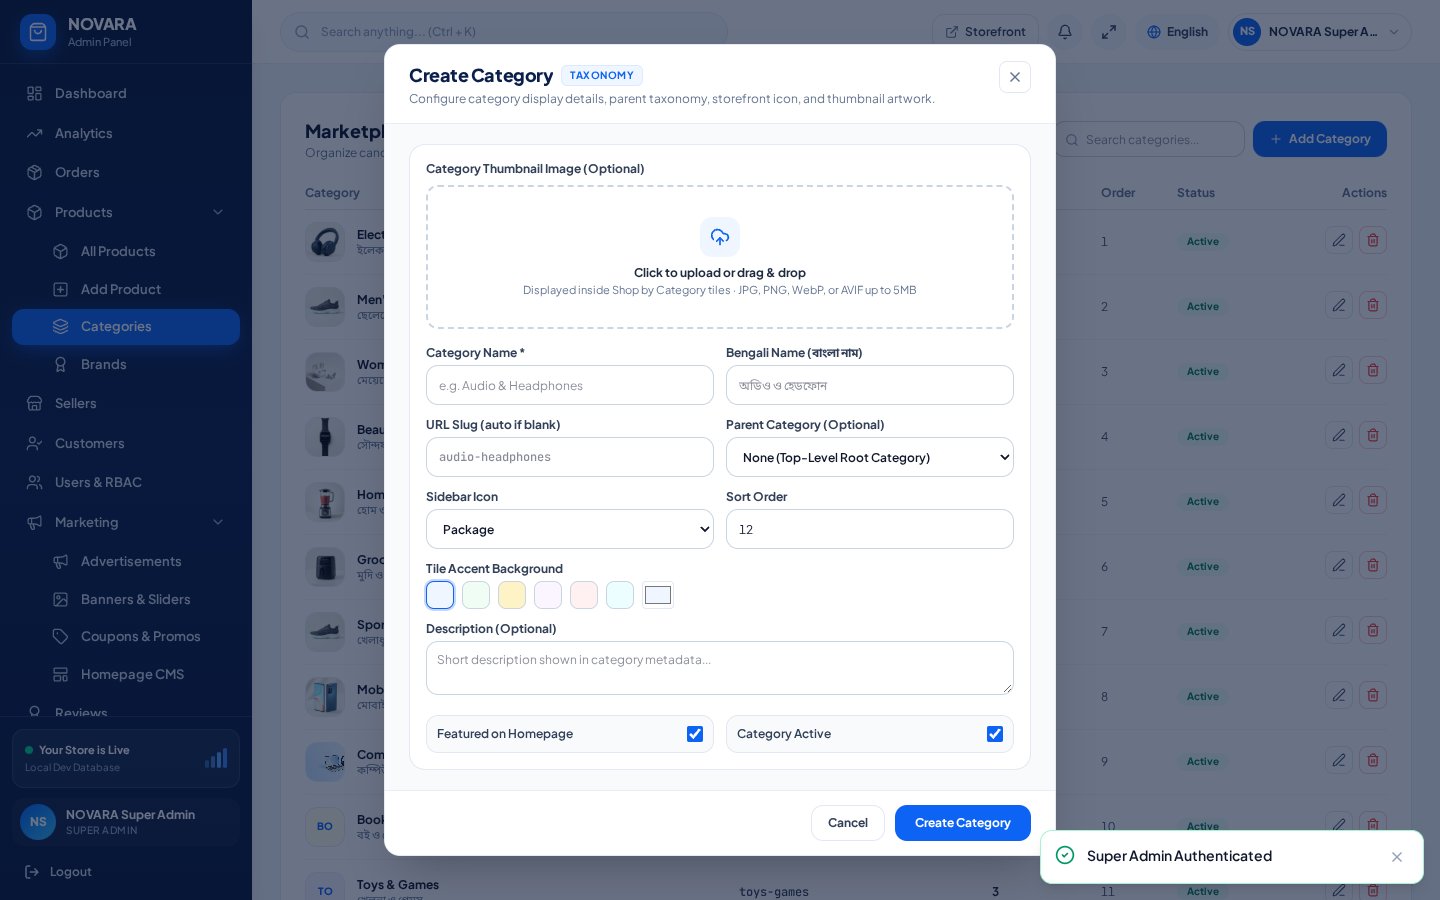 NOVARA
Admin Panel
Search anything... (Ctrl + K)
Storefront
English
NS
NOVARA Super A...
Dashboard
Analytics
Orders
Products
All Products
Add Product
Categories
Brands
Sellers
Customers
Users & RBAC
Marketing
Advertisements
Banners & Sliders
Coupons & Promos
Homepage CMS
Reviews
Your Store is Live
Local Dev Database
NS
NOVARA Super Admin
SUPER ADMIN
Logout
Search categories...
Add Category
Category
Order
Status
Actions
1
Active
2
Active
3
Active
4
Active
5
Active
6
Active
7
Active
8
Active
9
Active
BO
10
Active
TO
Toys & Games
toys-games
3
11
Active
Create Category
TAXONOMY
Configure category display details, parent taxonomy, storefront icon, and thumbnail artwork.
Category Thumbnail Image (Optional)
Click to upload or drag & drop
Displayed inside Shop by Category tiles · JPG, PNG, WebP, or AVIF up to 5MB
Category Name *
Bengali Name (বাংলা নাম)
e.g. Audio & Headphones
অডিও ও হেডফোন
URL Slug (auto if blank)
Parent Category (Optional)
audio-headphones
None (Top-Level Root Category)
Sidebar Icon
Sort Order
Package
12
Tile Accent Background
Description (Optional)
Short description shown in category metadata...
Featured on Homepage
Category Active
Cancel
Create Category
Super Admin Authenticated